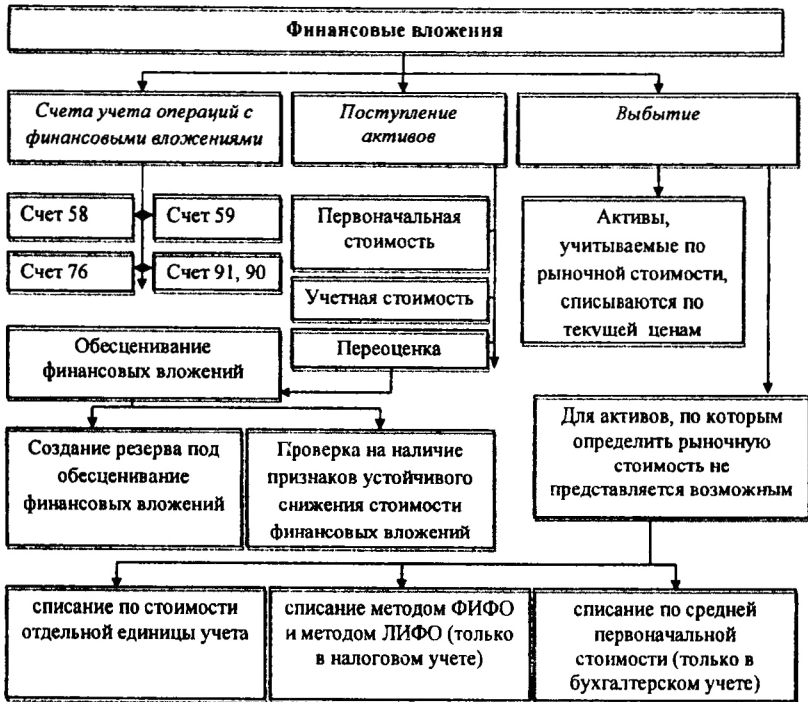 Финансовые вложения
Счета учета операций с
финансовыми вложениями
Поступление
активов
Выбытие
Счет 58
Счет 59
Счет 76
Счет 91, 90
Первоначальная
стоимость
Учетная стоимость
Переоценка
Активы,
учитываемые по
рыночной стоимости,
списываются по
текущей ценам
Обесценивание
финансовых вложений
Создание резерва под
обесценивание
финансовых вложений
Проверка на наличие
признаков устойчивого
снижения стоимости
финансовых вложений
Для активов, по которым
определить рыночную
стоимость не
представляется возможным
списание по стоимости
отдельной единицы учета
списание методом ФИФО
и методом ЛИФО (только
в налоговом учете)
списание по средней
первоначальной
стоимости (только в
бухгалтерском учете)